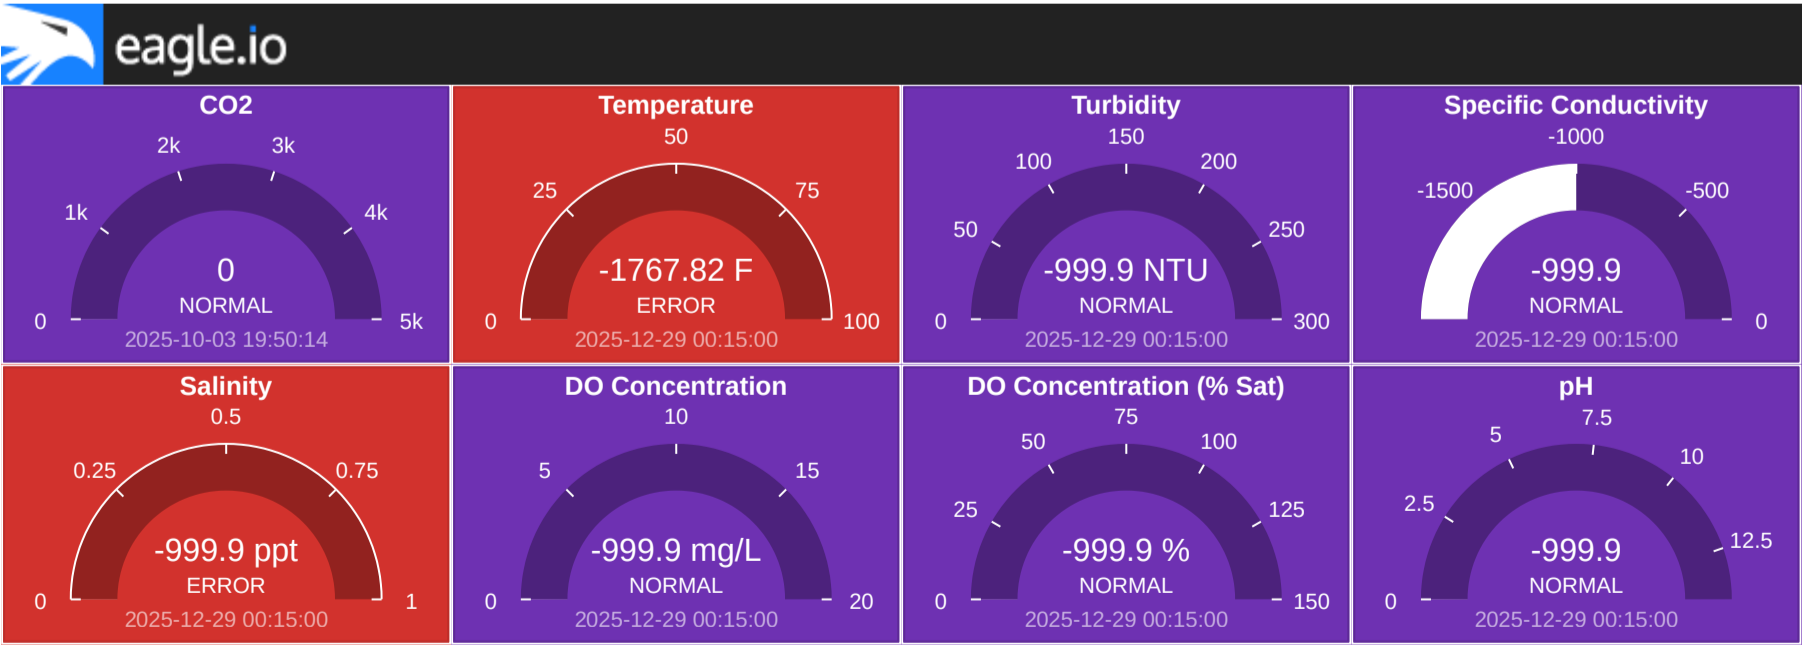 eagle.io
CO2
0
1k
2k
3k
4k
5k
0
NORMAL
2025-10-03 19:50:14
Temperature
0
25
50
75
100
-1767.82 F
ERROR
2025-12-29 00:15:00
Turbidity
0
50
100
150
200
250
300
-999.9 NTU
NORMAL
2025-12-29 00:15:00
Specific Conductivity
-1500
-1000
-500
0
-999.9
NORMAL
2025-12-29 00:15:00
Salinity
0
0.25
0.5
0.75
1
-999.9 ppt
ERROR
2025-12-29 00:15:00
DO Concentration
0
5
10
15
20
-999.9 mg/L
NORMAL
2025-12-29 00:15:00
DO Concentration (% Sat)
0
25
50
75
100
125
150
-999.9 %
NORMAL
2025-12-29 00:15:00
pH
0
2.5
5
7.5
10
12.5
-999.9
NORMAL
2025-12-29 00:15:00